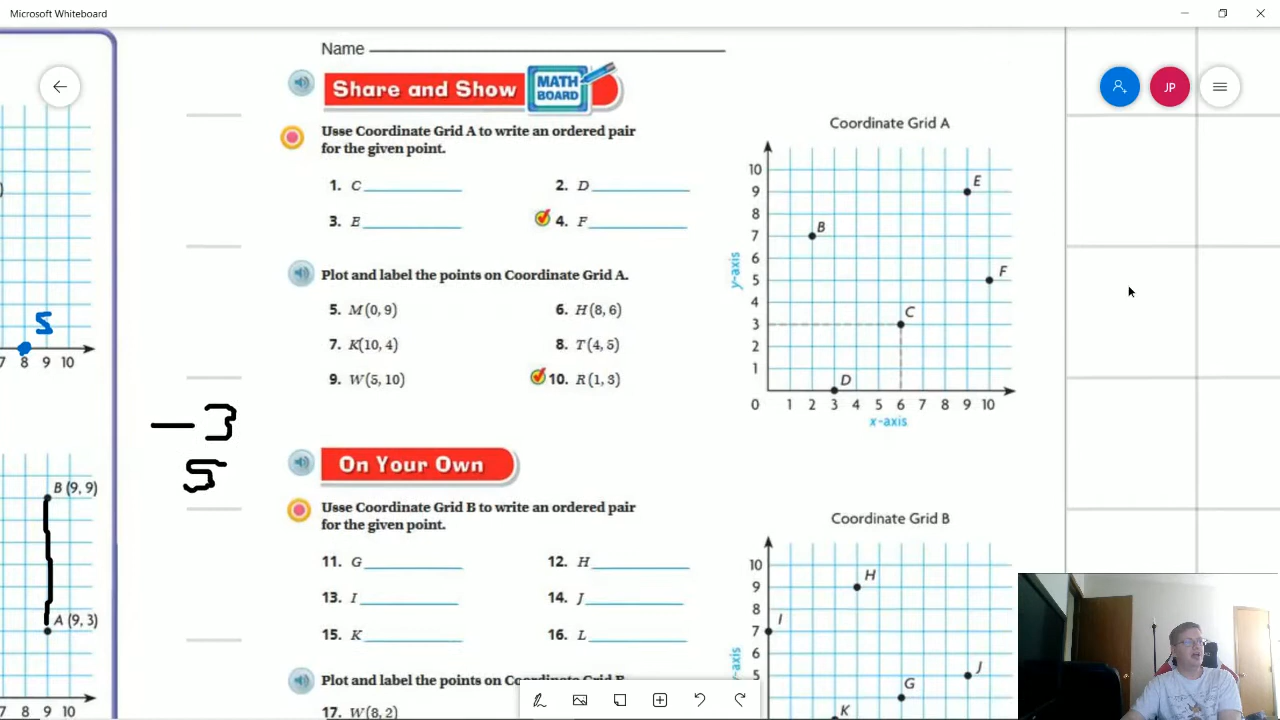 Microsoft Whiteboard
JP
Name
Share and Show
MATH
BOARD
Usse Coordinate Grid A to write an ordered pair
for the given point.
1. C
2. D
3. E
4. F
Plot and label the points on Coordinate Grid A.
5. M(0, 9)
6. H(8, 6)
7. K(10, 4)
8. T(4, 5)
9. W(5, 10)
10. R(1, 3)
Coordinate Grid A
10
9
8
7
6
5
4
3
2
1
0 1 2 3 4 5 6 7 8 9 10
E
B
F
C
D
y-axis
x-axis
S
7 8 9 10
B (9, 9)
A (9, 3)
7 8 9 10
– 3
5
On Your Own
Usse Coordinate Grid B to write an ordered pair
for the given point.
11. G
12. H
13. I
14. J
15. K
16. L
Plot and label the points on Coordinate Grid B.
17. W(8, 2)
Coordinate Grid B
10
9
8
7
6
5
H
I
J
G
K
-axis